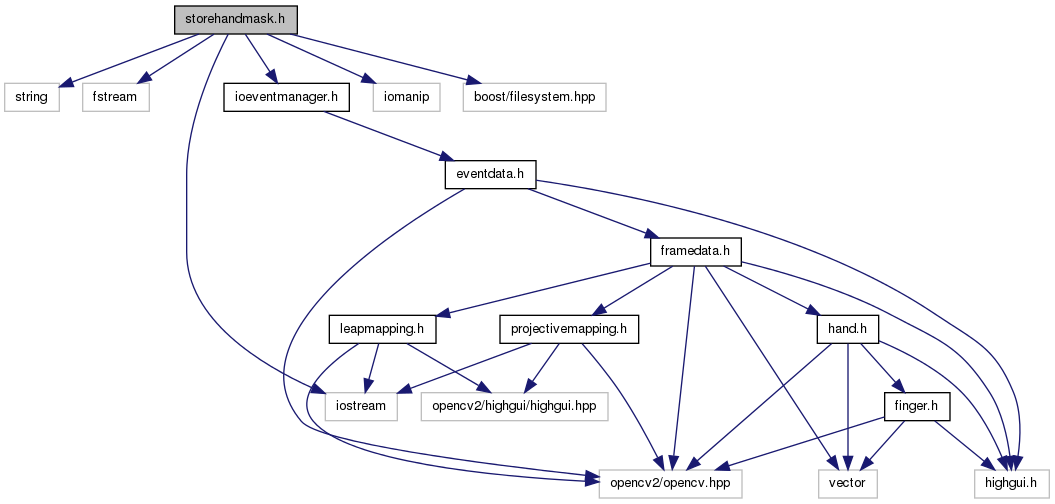 storehandmask.h
string
fstream
ioeventmanager.h
iomanip
boost/filesystem.hpp
eventdata.h
framedata.h
leapmapping.h
projectivemapping.h
hand.h
iostream
opencv2/highgui/highgui.hpp
finger.h
opencv2/opencv.hpp
vector
highgui.h